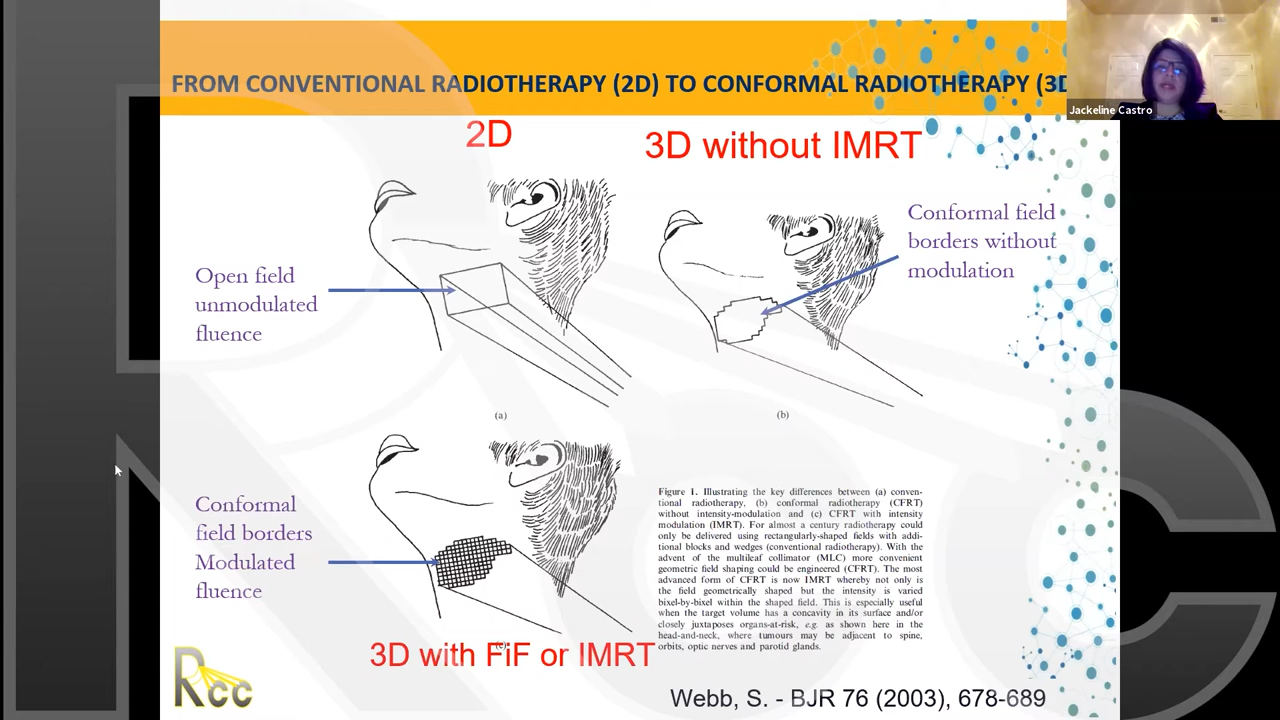 FROM CONVENTIONAL RADIOTHERAPY (2D) TO CONFORMAL RADIOTHERAPY (3D
Jackeline Castro
2D
3D without IMRT
Open field
unmodulated
fluence
Conformal field
borders without
modulation
(a)
(b)
Conformal
field borders
Modulated
fluence
(c)
3D with FiF or IMRT
Figure 1. Illustrating the key differences between (a) conven-
tional radiotherapy, (b) conformal radiotherapy (CFRT)
without intensity-modulation and (c) CFRT with intensity
modulation (IMRT). For almost a century radiotherapy could
only be delivered using rectangularly-shaped fields with addi-
tional blocks and wedges (conventional radiotherapy). With the
advent of the multileaf collimator (MLC) more convenient
geometric field shaping could be engineered (CFRT). The most
advanced form of CFRT is now IMRT whereby not only is
the field geometrically shaped but the intensity is varied
bixel-by-bixel within the shaped field. This is especially useful
when the target volume has a concavity in its surface and/or
closely juxtaposes organs-at-risk, e.g. as shown here in the
head-and-neck, where tumours may be adjacent to spine,
orbits, optic nerves and parotid glands.
Rcc
Webb, S. - BJR 76 (2003), 678-689